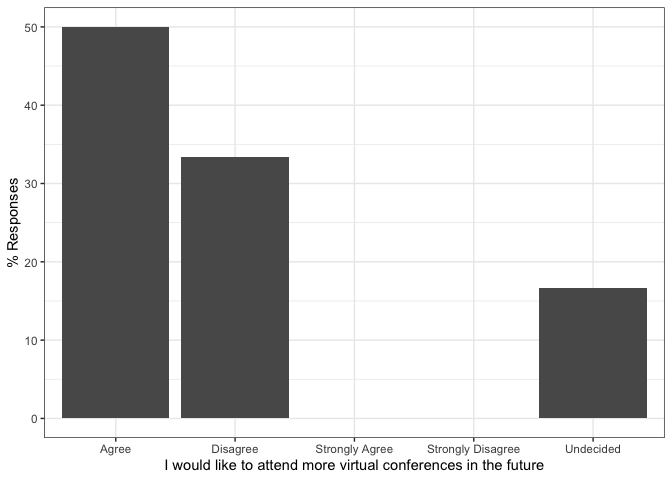 50
40
30
20
10
0
% Responses
Agree Disagree Strongly Agree Strongly Disagree Undecided
I would like to attend more virtual conferences in the future